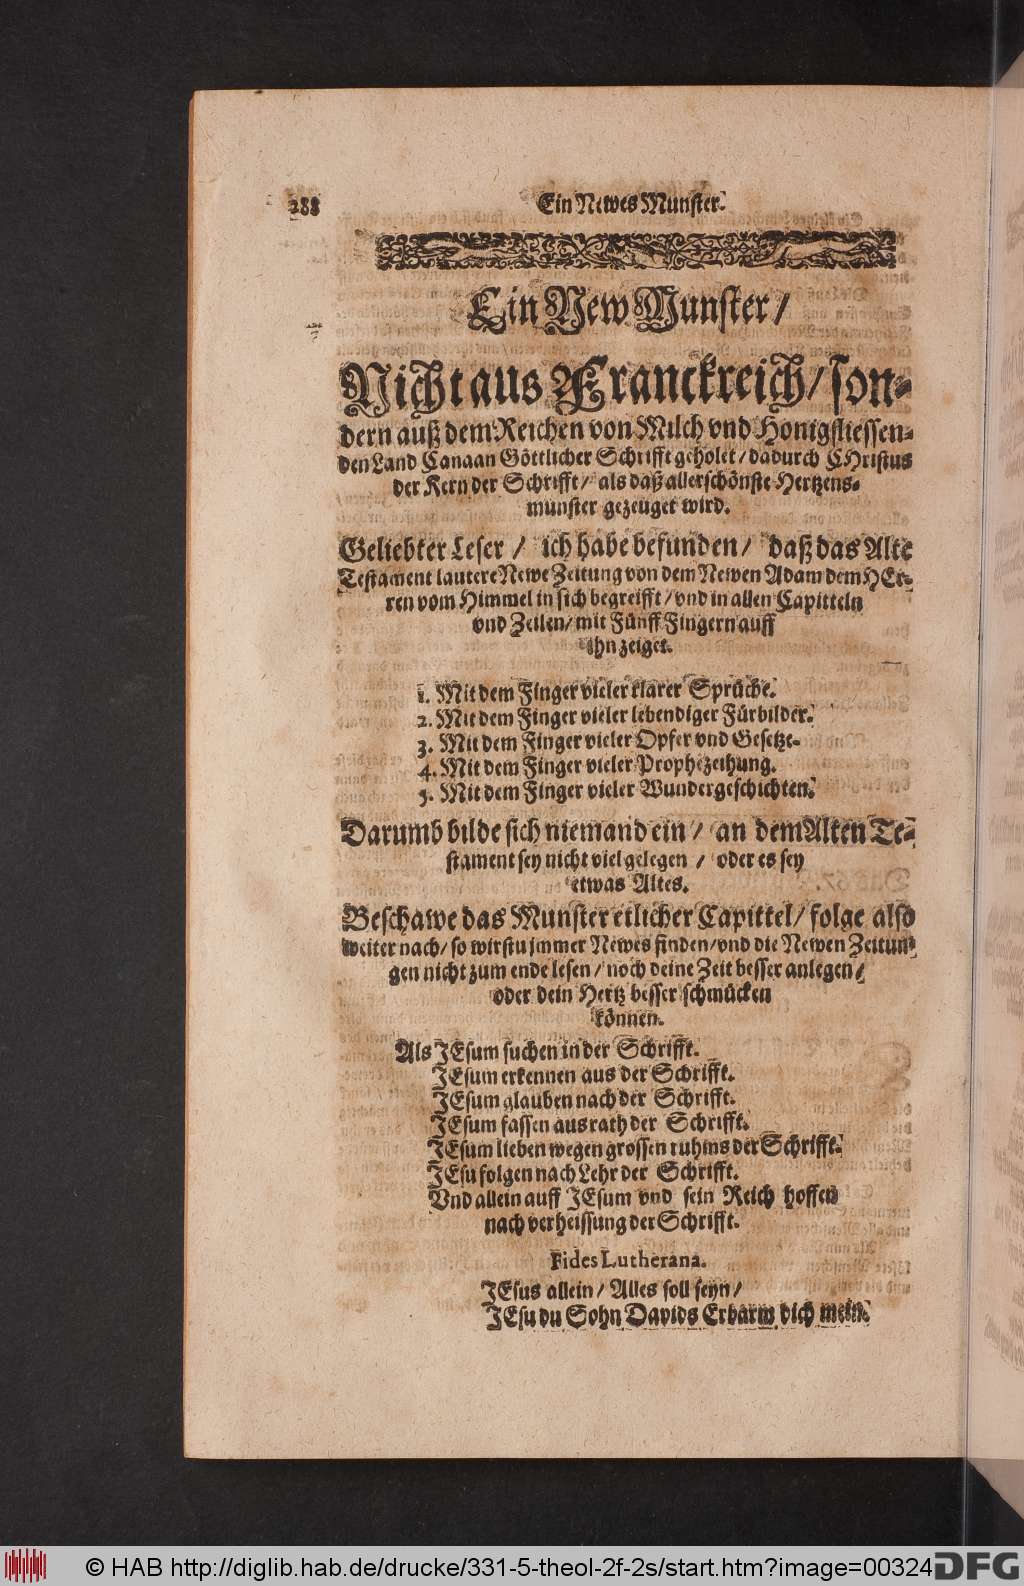 288
Ein Newes Munster.
Ein New Munster/
Nicht aus Franckreich/ son-
dern auß dem Reichen von Milch vnd Honigfliessen-
den Land Canaan Göttlicher Schrifft geholet/ dadurch CHristus
der Kern der Schrifft/ als daß allerschönste Hertzens-
munster gezeuget wird.
Geliebter Leser / ich habe befunden/ daß das Alte
Testament lautere Newe Zeitung von dem Newen Adam dem HEr-
ren vom Himmel in sich begreifft/ vnd in allen Capitteln
vnd Zeilen/ mit Fünff Fingern auff
ihn zeiget.
1. Mit dem Finger vieler klarer Sprüche.
2. Mit dem Finger vieler lebendiger Fürbilder.
3. Mit dem Finger vieler Opfer vnd Gesetze.
4. Mit dem Finger vieler Prophezeihung.
5. Mit dem Finger vieler Wundergeschichten.
Darumb bilde sich niemand ein / an dem Alten Te-
stament sey nicht viel gelegen / oder es sey
etwas Altes.
Beschawe das Munster etlicher Capittel/ folge also
weiter nach/ so wirstu jmmer Newes finden/ vnd die Newen Zeitun-
gen nicht zum ende lesen/ noch deine Zeit besser anlegen/
oder dein Hertz besser schmücken
können.
Als JEsum suchen in der Schrifft.
JEsum erkennen aus der Schrifft.
JEsum glauben nach der Schrifft.
JEsum fassen aus rath der Schrifft.
JEsum lieben wegen grossen ruhms der Schrifft.
JEsu folgen nach Lehr der Schrifft.
Vnd allein auff JEsum vnd sein Reich hoffen
nach verheissung der Schrifft.
Fides Lutherana.
JEsus allein/ Alles soll seyn/
JEsu du Sohn Davids Erbarm dich mein.
© HAB http://diglib.hab.de/drucke/331-5-theol-2f-2s/start.htm?image=00324
DFG